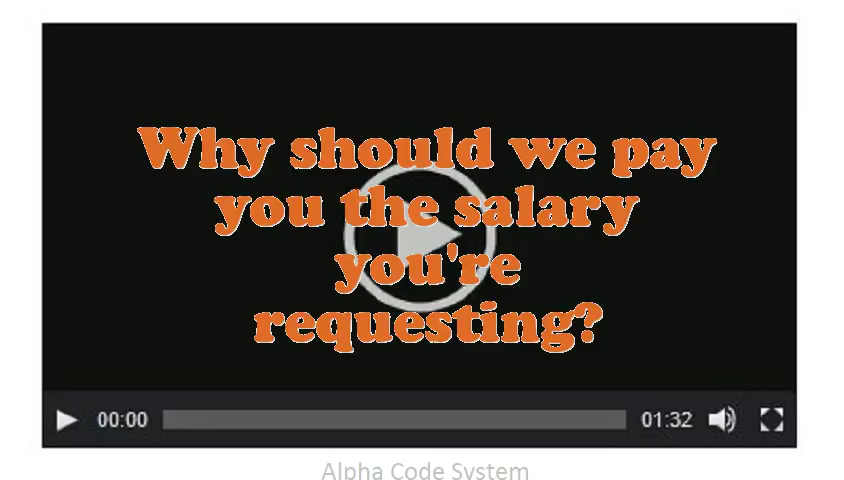 Why should we pay
you the salary
you're
requesting?
00:00 01:32
Alpha Code System